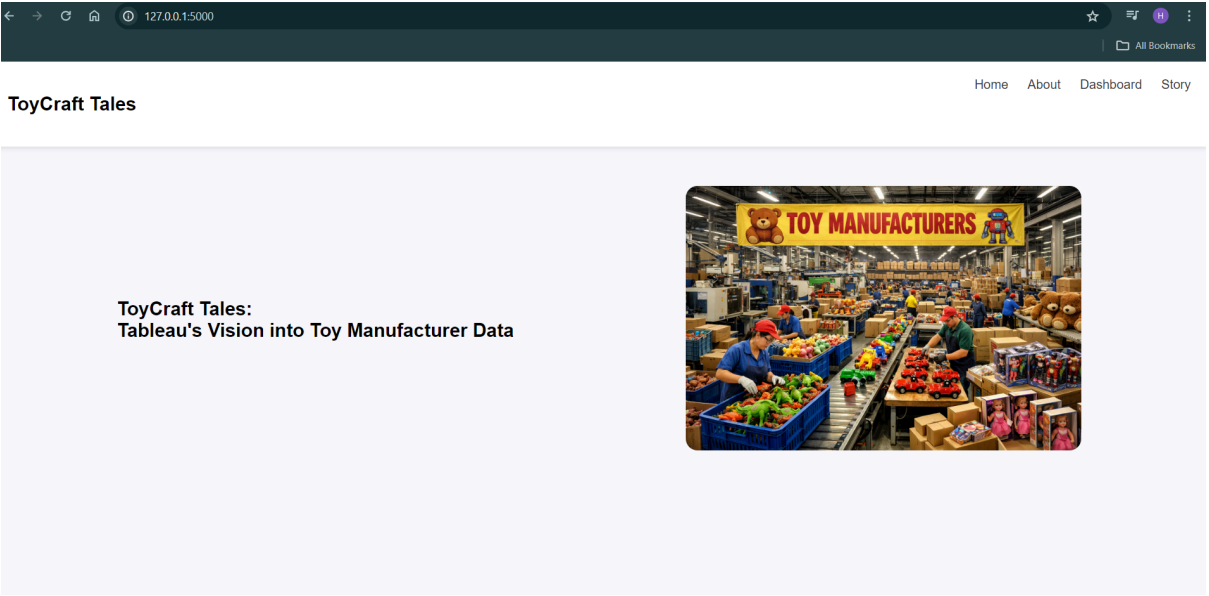 127.0.0.1:5000
H
All Bookmarks
Home About Dashboard Story
ToyCraft Tales
TOY MANUFACTURERS
ToyCraft Tales:
Tableau's Vision into Toy Manufacturer Data